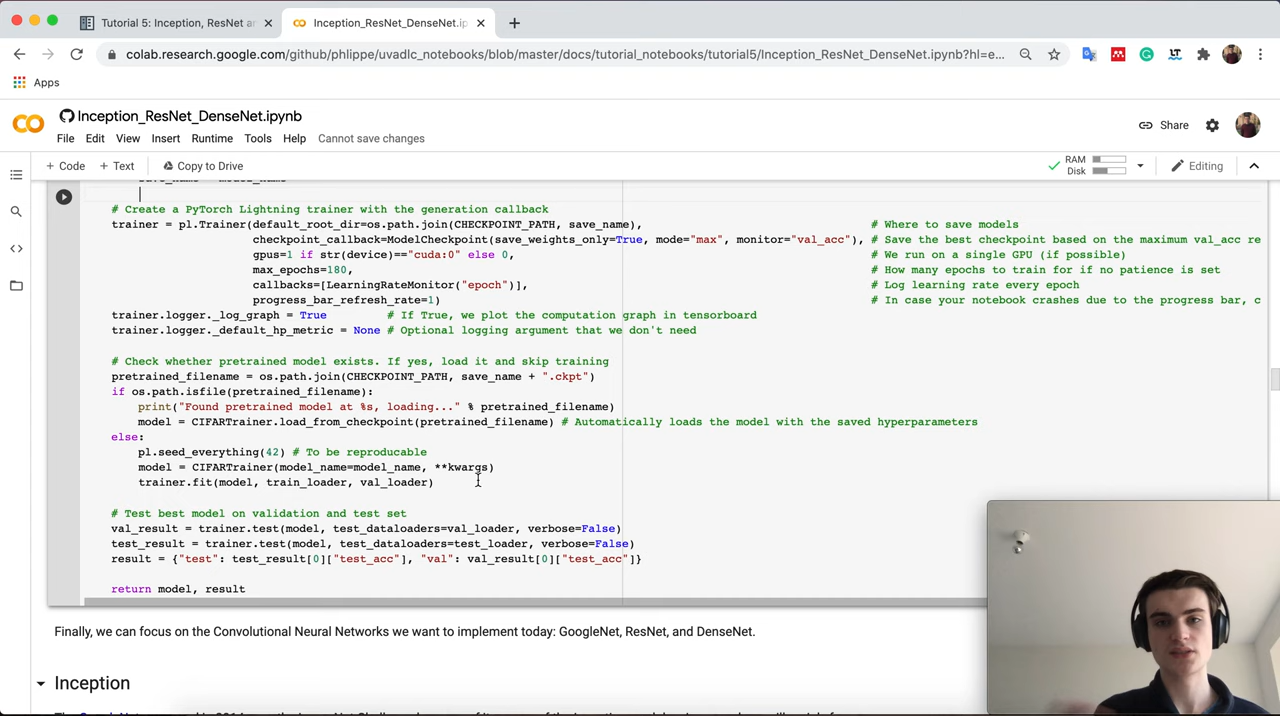 Tutorial 5: Inception, ResNet ar
Inception_ResNet_DenseNet.ip
colab.research.google.com/github/phlippe/uvadlc_notebooks/blob/master/docs/tutorial_notebooks/tutorial5/Inception_ResNet_DenseNet.ipynb?hl=e...
Apps
Inception_ResNet_DenseNet.ipynb
File Edit View Insert Runtime Tools Help Cannot save changes
Share
+ Code + Text Copy to Drive
RAM
Disk
Editing
# Create a PyTorch Lightning trainer with the generation callback
trainer = pl.Trainer(default_root_dir=os.path.join(CHECKPOINT_PATH, save_name), # Where to save models
checkpoint_callback=ModelCheckpoint(save_weights_only=True, mode="max", monitor="val_acc"), # Save the best checkpoint based on the maximum val_acc re
gpus=1 if str(device)=="cuda:0" else 0, # We run on a single GPU (if possible)
max_epochs=180, # How many epochs to train for if no patience is set
callbacks=[LearningRateMonitor("epoch")], # Log learning rate every epoch
progress_bar_refresh_rate=1) # In case your notebook crashes due to the progress bar, c
trainer.logger._log_graph = True # If True, we plot the computation graph in tensorboard
trainer.logger._default_hp_metric = None # Optional logging argument that we don't need
# Check whether pretrained model exists. If yes, load it and skip training
pretrained_filename = os.path.join(CHECKPOINT_PATH, save_name + ".ckpt")
if os.path.isfile(pretrained_filename):
print("Found pretrained model at %s, loading..." % pretrained_filename)
model = CIFARTrainer.load_from_checkpoint(pretrained_filename) # Automatically loads the model with the saved hyperparameters
else:
pl.seed_everything(42) # To be reproducable
model = CIFARTrainer(model_name=model_name, **kwargs)
trainer.fit(model, train_loader, val_loader)
# Test best model on validation and test set
val_result = trainer.test(model, test_dataloaders=val_loader, verbose=False)
test_result = trainer.test(model, test_dataloaders=test_loader, verbose=False)
result = {"test": test_result[0]["test_acc"], "val": val_result[0]["test_acc"]}
return model, result
Finally, we can focus on the Convolutional Neural Networks we want to implement today: GoogleNet, ResNet, and DenseNet.
Inception